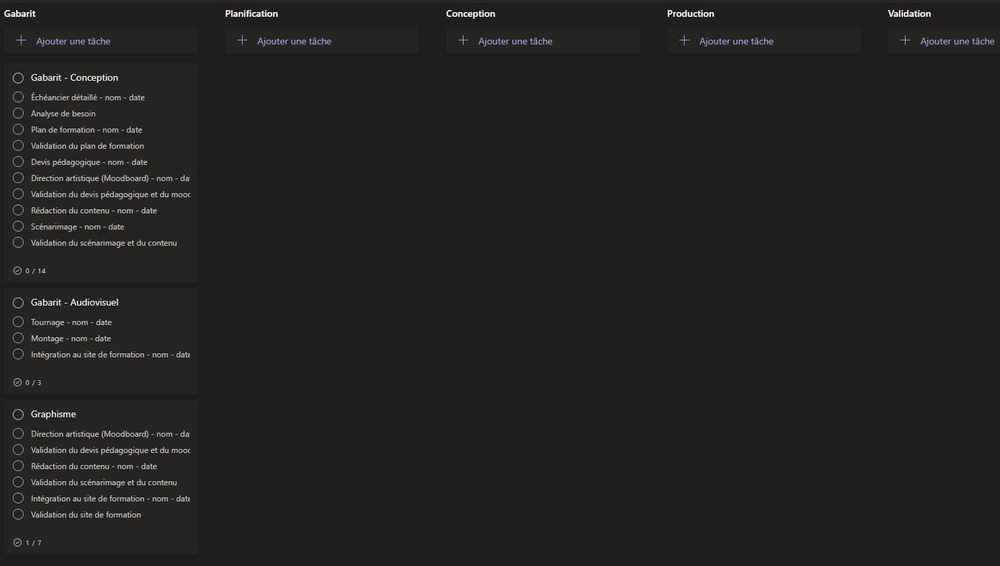 Gabarit
Ajouter une tâche
Gabarit - Conception
Échéancier détaillé - nom - date
Analyse de besoin
Plan de formation - nom - date
Validation du plan de formation
Devis pédagogique - nom - date
Direction artistique (Moodboard) - nom - da
Validation du devis pédagogique et du mooc
Rédaction du contenu - nom - date
Scénarimage - nom - date
Validation du scénarimage et du contenu
0 / 14
Gabarit - Audiovisuel
Tournage - nom - date
Montage - nom - date
Intégration au site de formation - nom - date
0 / 3
Graphisme
Direction artistique (Moodboard) - nom - da
Validation du devis pédagogique et du mooc
Rédaction du contenu - nom - date
Validation du scénarimage et du contenu
Intégration au site de formation - nom - date
Validation du site de formation
1 / 7
Planification
Ajouter une tâche
Conception
Ajouter une tâche
Production
Ajouter une tâche
Validation
Ajouter une tâche